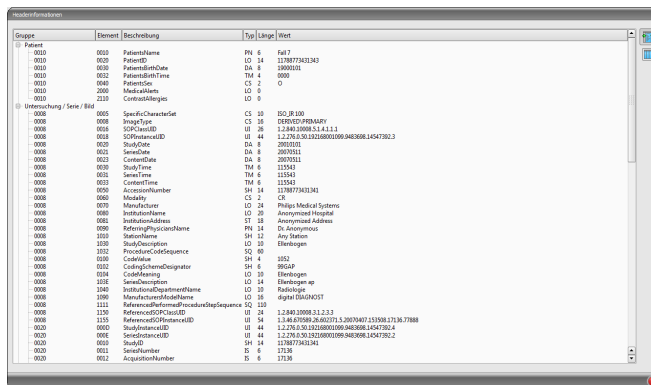 Headerinformationen
Gruppe Element Beschreibung Typ Länge Wert
Patient
0010 0010 PatientsName PN 6 Fall 7
0010 0020 PatientID LO 14 11788773431343
0010 0030 PatientsBirthDate DA 8 19000101
0010 0032 PatientsBirthTime TM 4 0000
0010 0040 PatientsSex CS 2 O
0010 2000 MedicalAlerts LO 0
0010 2110 ContrastAllergies LO 0
Untersuchung / Serie / Bild
0008 0005 SpecificCharacterSet CS 10 ISO_IR 100
0008 0008 ImageType CS 16 DERIVED\PRIMARY
0008 0016 SOPClassUID UI 26 1.2.840.10008.5.1.4.1.1.1
0008 0018 SOPInstanceUID UI 44 1.2.276.0.50.192168001099.9483698.14547392.3
0008 0020 StudyDate DA 8 20010101
0008 0021 SeriesDate DA 8 20070511
0008 0023 ContentDate DA 8 20070511
0008 0030 StudyTime TM 6 115543
0008 0031 SeriesTime TM 6 115543
0008 0033 ContentTime TM 6 115543
0008 0050 AccessionNumber SH 14 11788773431341
0008 0060 Modality CS 2 CR
0008 0070 Manufacturer LO 24 Philips Medical Systems
0008 0080 InstitutionName LO 20 Anonymized Hospital
0008 0081 InstitutionAddress ST 18 Anonymized Address
0008 0090 ReferringPhysiciansName PN 14 Dr. Anonymous
0008 1010 StationName SH 12 Any Station
0008 1030 StudyDescription LO 10 Ellenbogen
0008 1032 ProcedureCodeSequence SQ 60
0008 0100 CodeValue SH 4 1052
0008 0102 CodingSchemeDesignator SH 6 99GAP
0008 0104 CodeMeaning LO 10 Ellenbogen
0008 103E SeriesDescription LO 14 Ellenbogen ap
0008 1040 InstitutionalDepartmentName LO 10 Radiologie
0008 1090 ManufacturersModelName LO 16 digital DIAGNOST
0008 1111 ReferencedPerformedProcedureStepSequence SQ 110
0008 1150 ReferencedSOPClassUID UI 24 1.2.840.10008.3.1.2.3.3
0008 1155 ReferencedSOPInstanceUID UI 54 1.3.46.670589.26.602371.5.20070407.153508.17136.77888
0020 000D StudyInstanceUID UI 44 1.2.276.0.50.192168001099.9483698.14547392.4
0020 000E SeriesInstanceUID UI 44 1.2.276.0.50.192168001099.9483698.14547392.2
0020 0010 StudyID SH 14 11788773431341
0020 0011 SeriesNumber IS 6 17136
0020 0012 AcquisitionNumber IS 6 17136